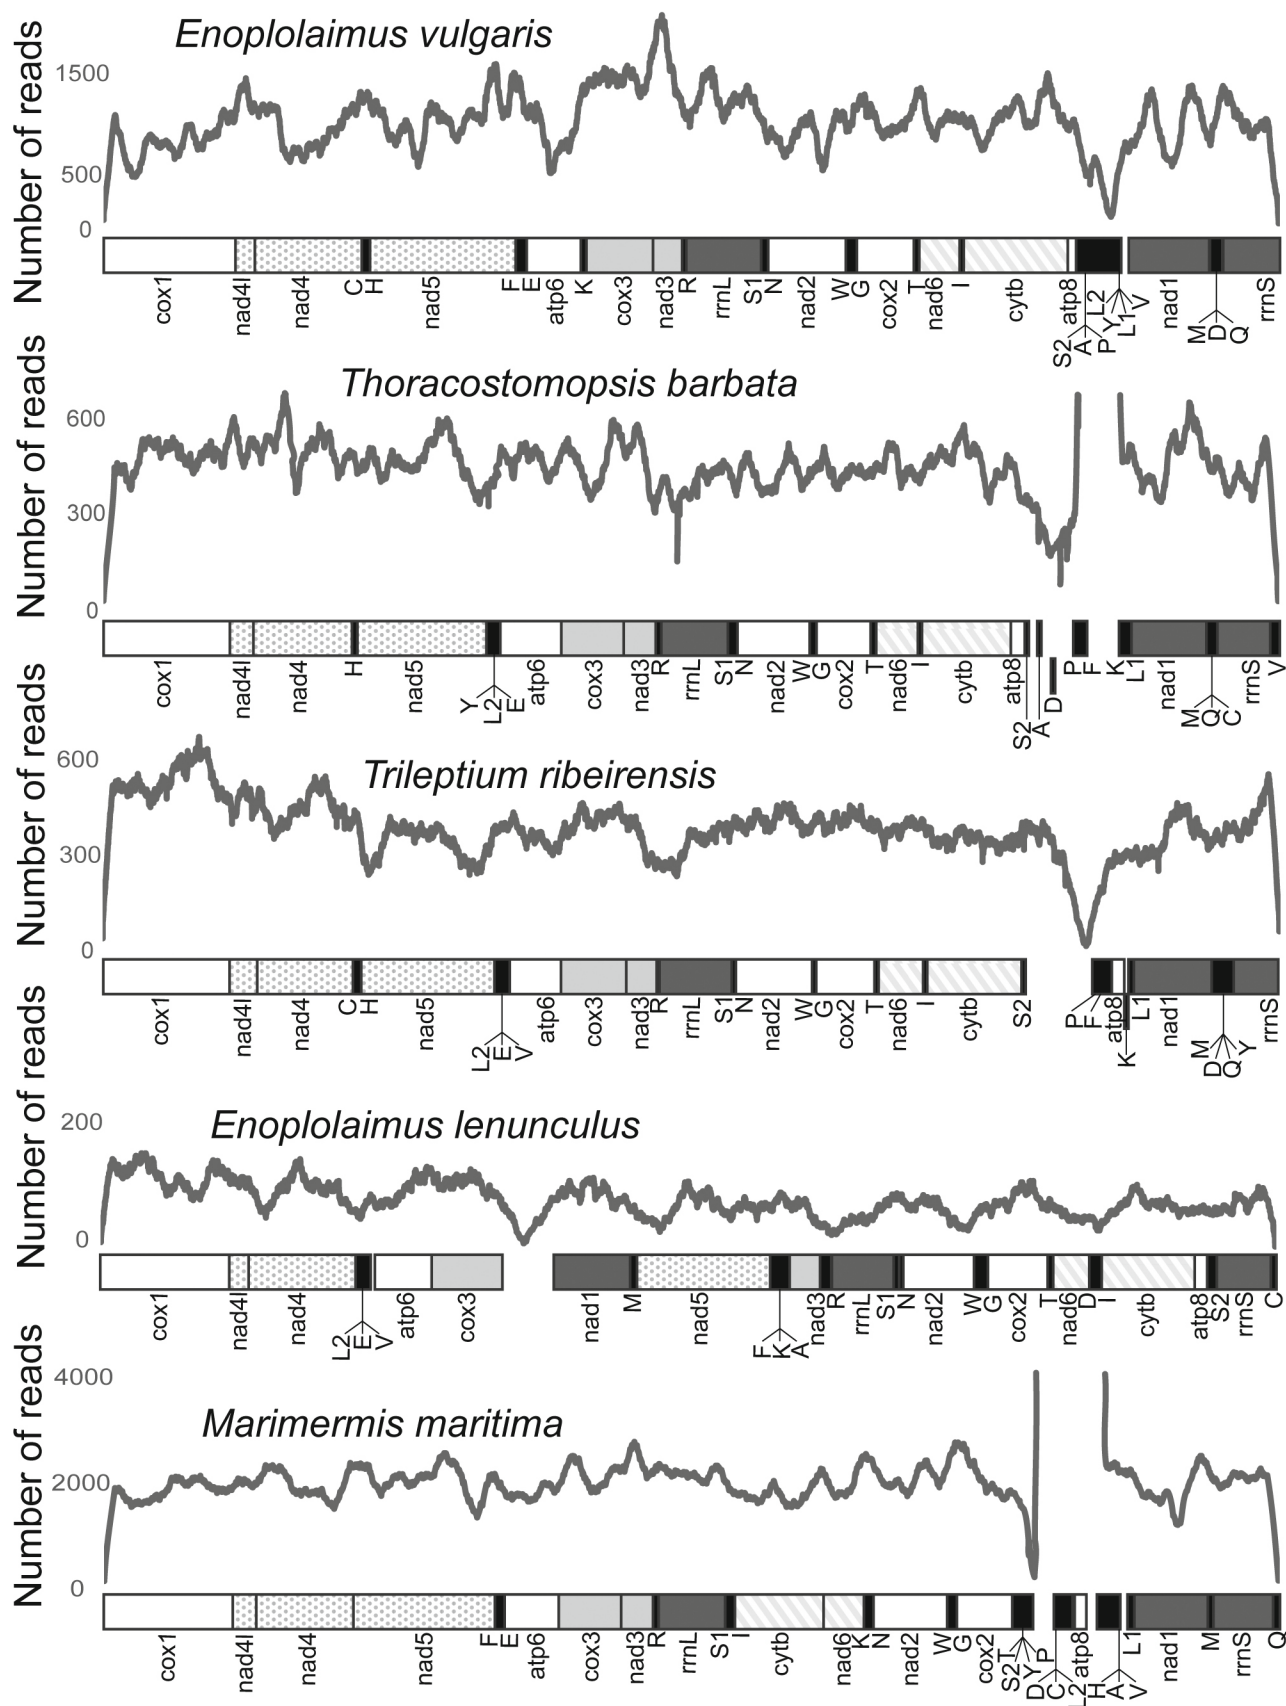 Enoplolaimus vulgaris
Number of reads
1500
500
0
cox1 nad4l nad4 C H nad5 F E atp6 K cox3 nad3 R rrnL S1 N nad2 W G cox2 T nad6 I cytb atp8 S2 A L2 P Y L1 V nad1 M D Q rrnS
Thoracostomopsis barbata
Number of reads
600
300
0
cox1 nad4l nad4 H nad5 Y L2 E atp6 cox3 nad3 R rrnL S1 N nad2 W G cox2 T nad6 I cytb atp8 S2 A D P F K L1 nad1 M Q C rrnS V
Trileptium ribeirensis
Number of reads
600
300
0
cox1 nad4l nad4 C H nad5 L2 E V atp6 cox3 nad3 R rrnL S1 N nad2 W G cox2 T nad6 I cytb S2 P F atp8 K L1 nad1 M D Q Y rrnS
Enoplolaimus lenunculus
Number of reads
200
0
cox1 nad4l nad4 L2 E V atp6 cox3 nad1 M nad5 F K A nad3 R rrnL S1 N nad2 W G cox2 T nad6 D I cytb atp8 S2 rrnS C
Marimermis maritima
Number of reads
4000
2000
0
cox1 nad4l nad4 nad5 F E atp6 cox3 nad3 R rrnL S1 I cytb nad6 K N nad2 W G cox2 S2 T Y D P C L2 atp8 H A V L1 nad1 M rrnS Q